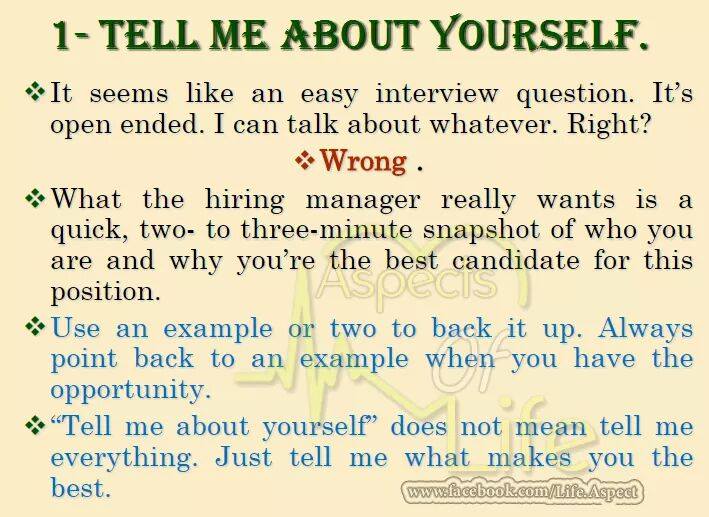 1- TELL ME ABOUT YOURSELF.
❖It seems like an easy interview question. It's
open ended. I can talk about whatever. Right?
❖Wrong .
❖What the hiring manager really wants is a
quick, two- to three-minute snapshot of who you
are and why you're the best candidate for this
position.
❖Use an example or two to back it up. Always
point back to an example when you have the
opportunity.
❖“Tell me about yourself” does not mean tell me
everything. Just tell me what makes you the
best.
Aspects
Of
Life
www.facebook.com/Life.Aspect